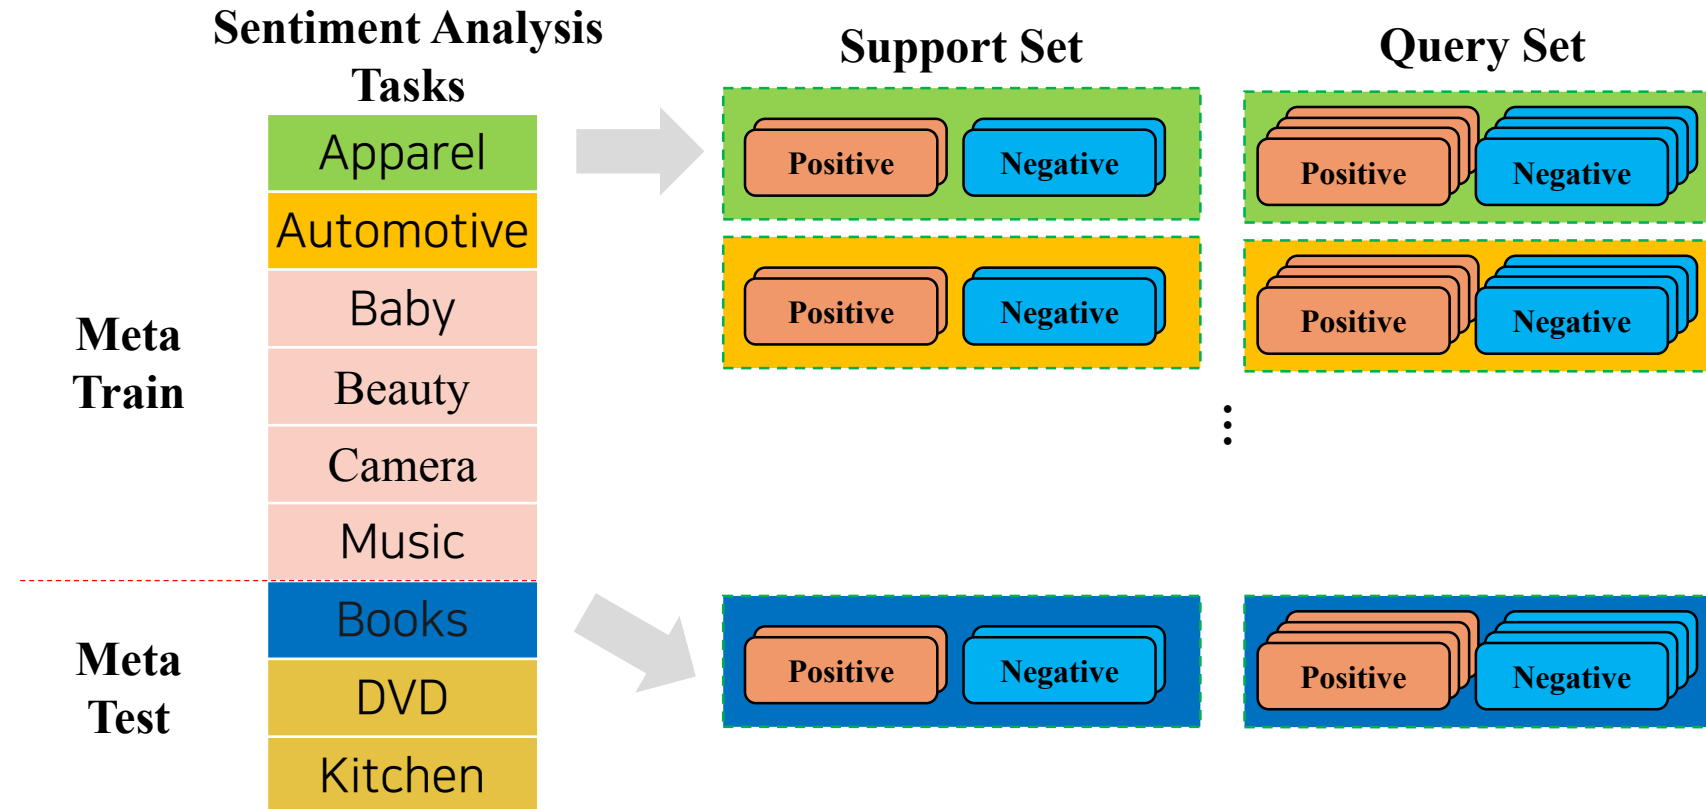 Sentiment Analysis
Tasks
Support Set
Query Set
Apparel
Automotive
Baby
Beauty
Camera
Music
Books
DVD
Kitchen
Meta
Train
Meta
Test
Positive
Negative
Positive
Negative
Positive
Negative
Positive
Negative
⋮
Positive
Negative
Positive
Negative